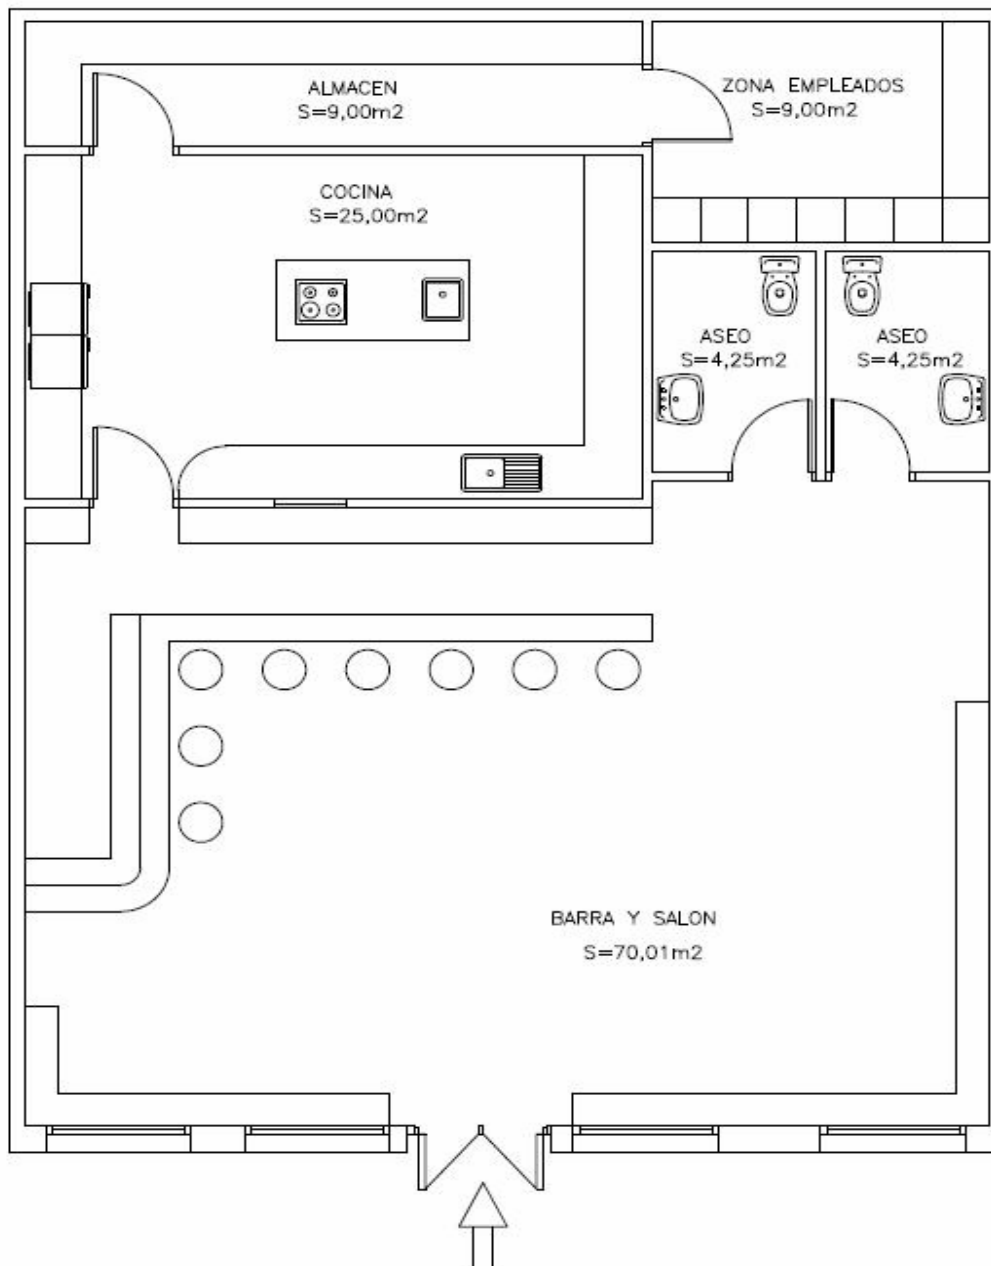 ALMACEN
S=9,00m2
ZONA EMPLEADOS
S=9,00m2
COCINA
S=25,00m2
ASEO
S=4,25m2
ASEO
S=4,25m2
BARRA Y SALON
S=70,01m2